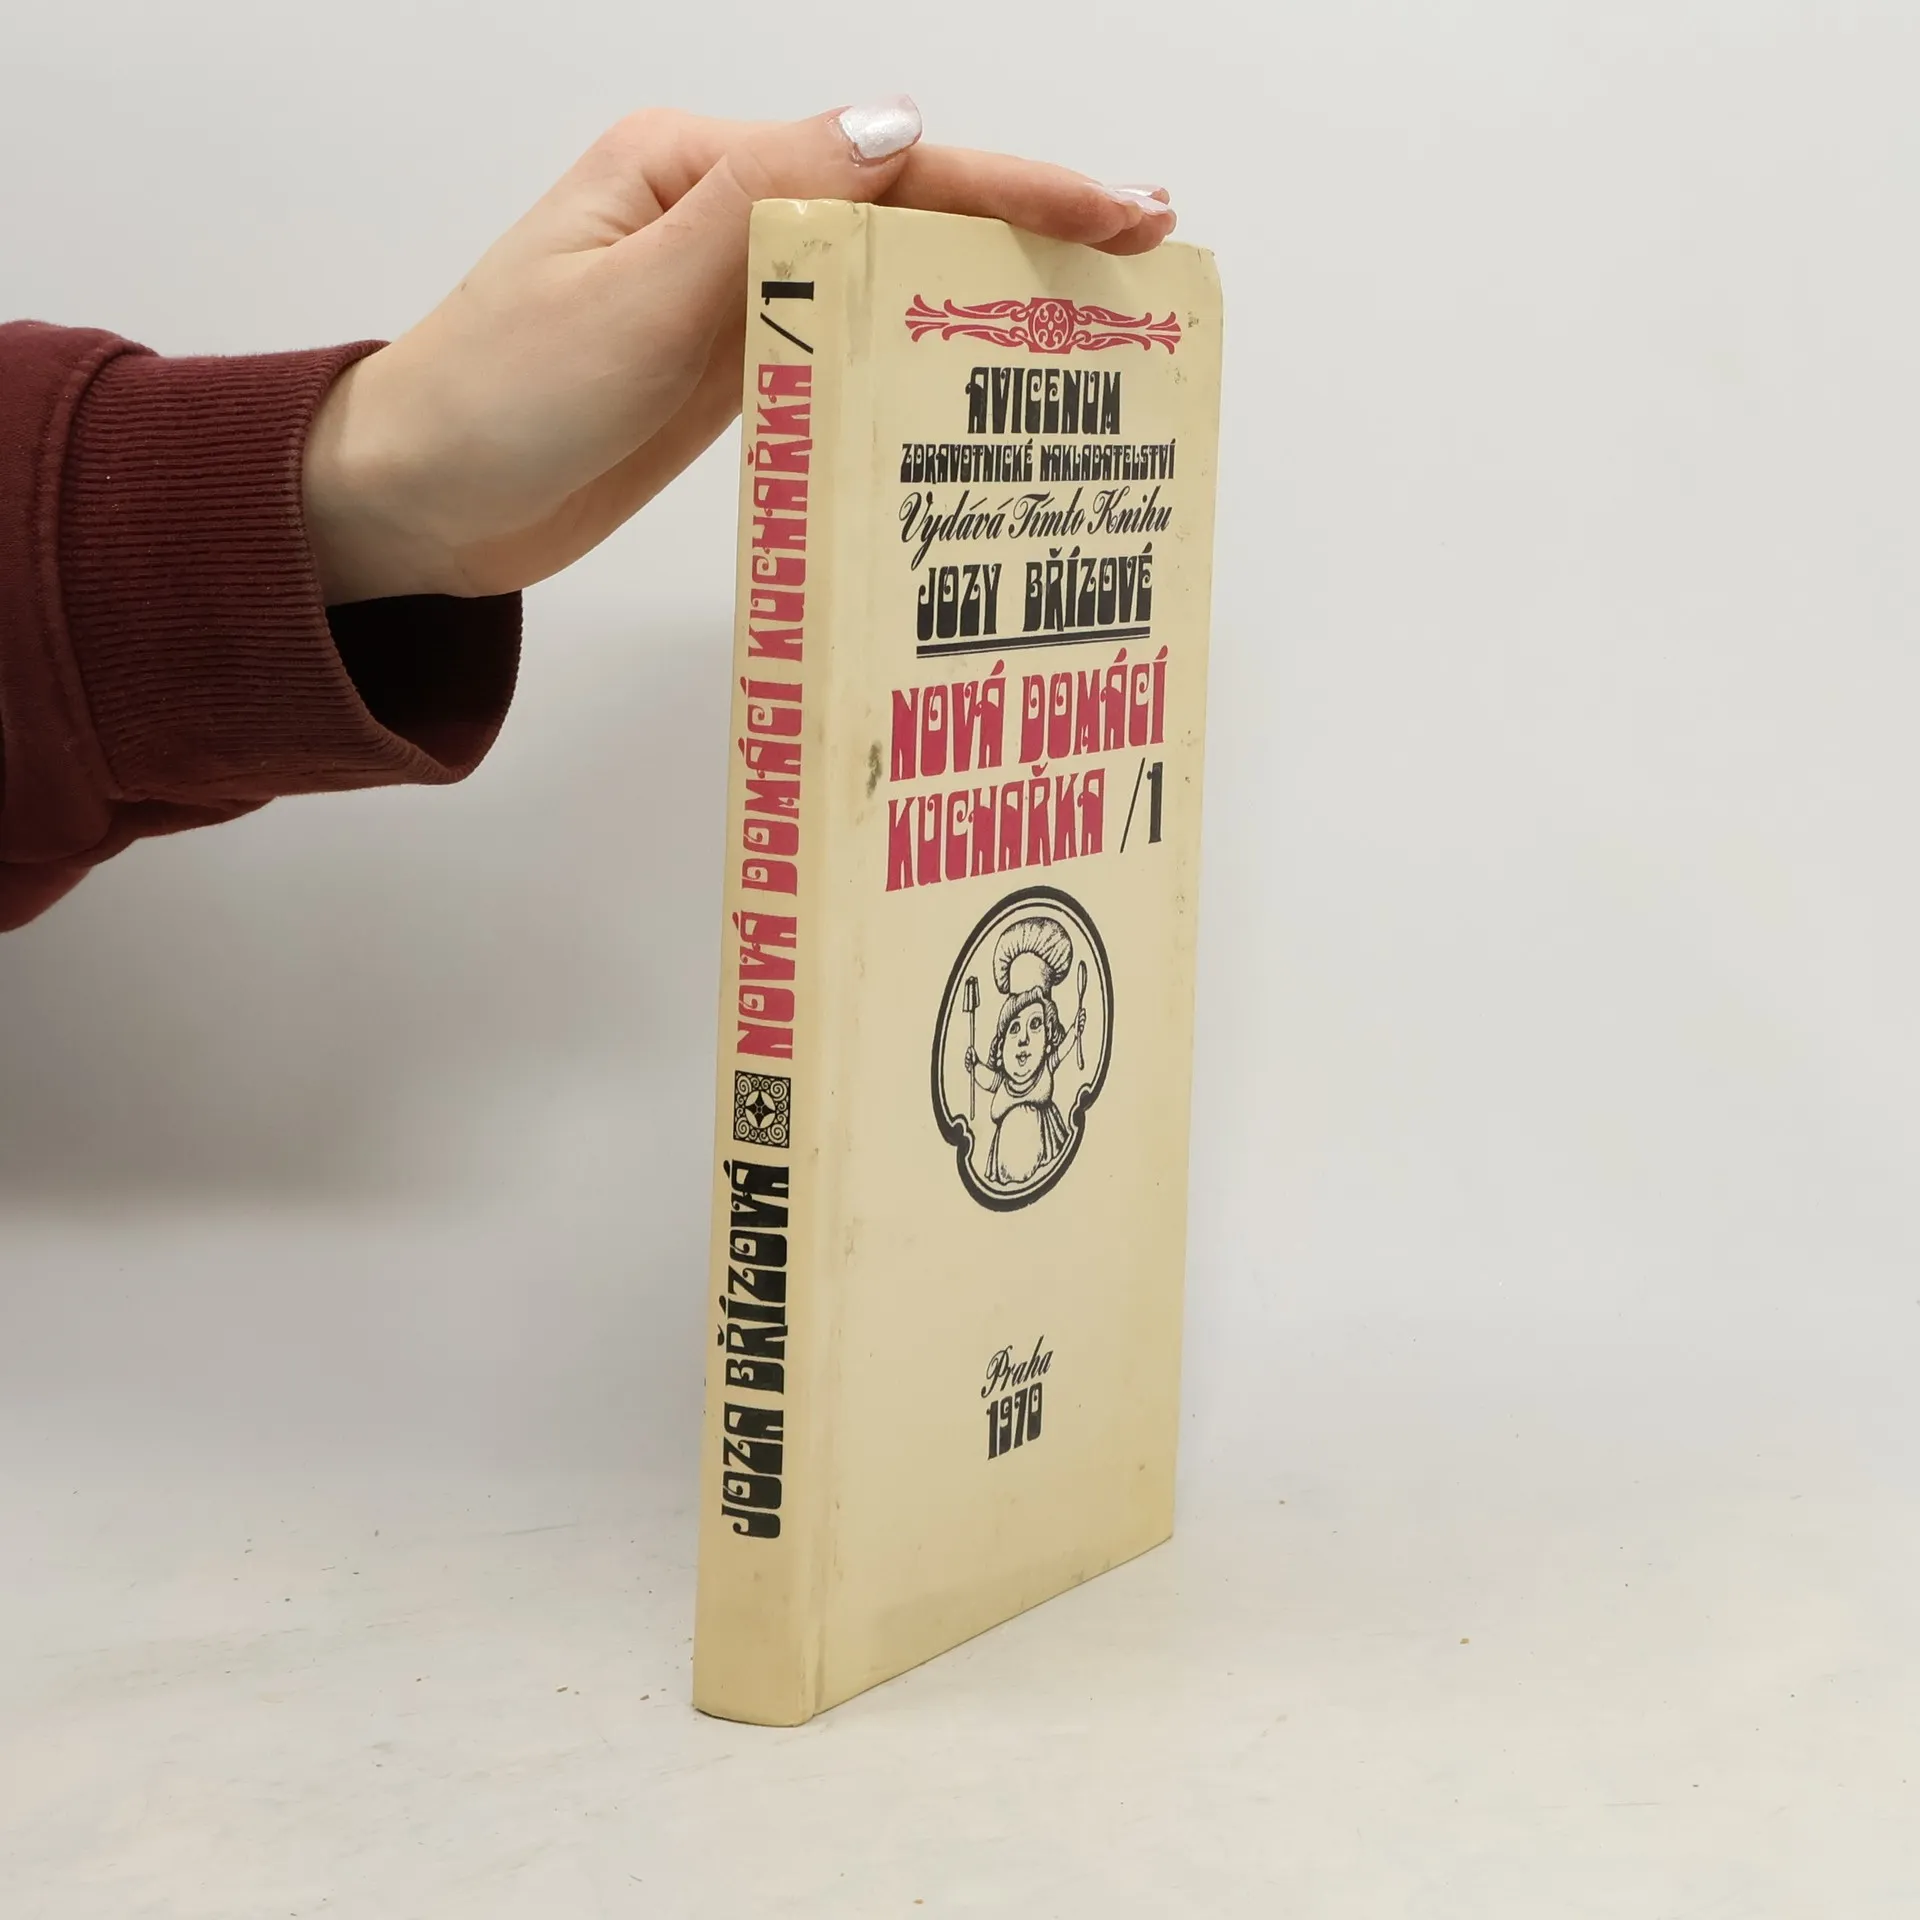 JOZA BŘÍZOVÁ NOVÁ DOMÁCÍ KUCHAŘKA /1
AVICENUM
ZDRAVOTNICKÉ NAKLADATELSTVÍ
Vydává Tímto Knihu
JOZY BŘÍZOVÉ
NOVÁ DOMÁCÍ
KUCHAŘKA /1
Praha
1970